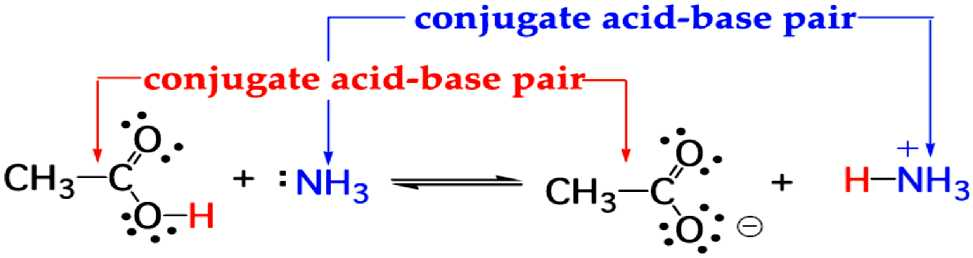 conjugate acid-base pair
conjugate acid-base pair
O
CH3 C + :NH3 ⇌ CH3 C O + H–NH3 +
O–H O ⊖